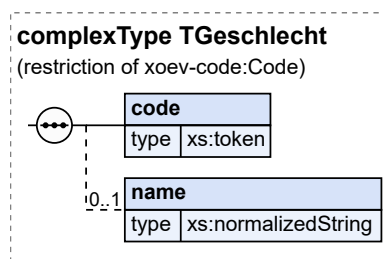 complexType TGeschlecht
(restriction of xoev-code:Code)
code
type xs:token
0..1
name
type xs:normalizedString